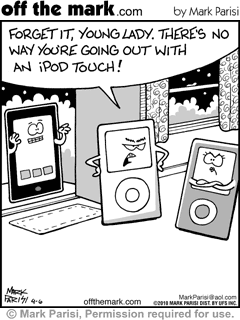 off the mark.com by Mark Parisi
FORGET IT, YOUNG LADY. THERE'S NO
WAY YOU'RE GOING OUT WITH
AN iPOD TOUCH!
MARK
PARISI 4-6
offthemark.com
MarkParisi@aol.com
©2018 MARK PARISI DIST. BY UFS INC.
© Mark Parisi, Permission required for use.